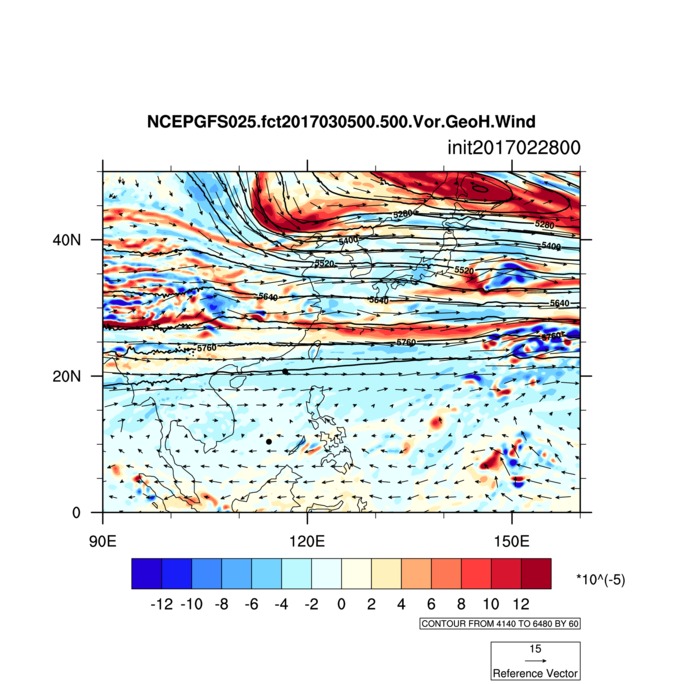 NCEPGFS025.fct2017030500.500.Vor.GeoH.Wind
init2017022800
5280
5280
40N
5400
5400
5520
5520
5640
5640
5640
5760
5760
5760
20N
0
90E 120E 150E
-12 -10 -8 -6 -4 -2 0 2 4 6 8 10 12
*10^(-5)
CONTOUR FROM 4140 TO 6480 BY 60
15
Reference Vector